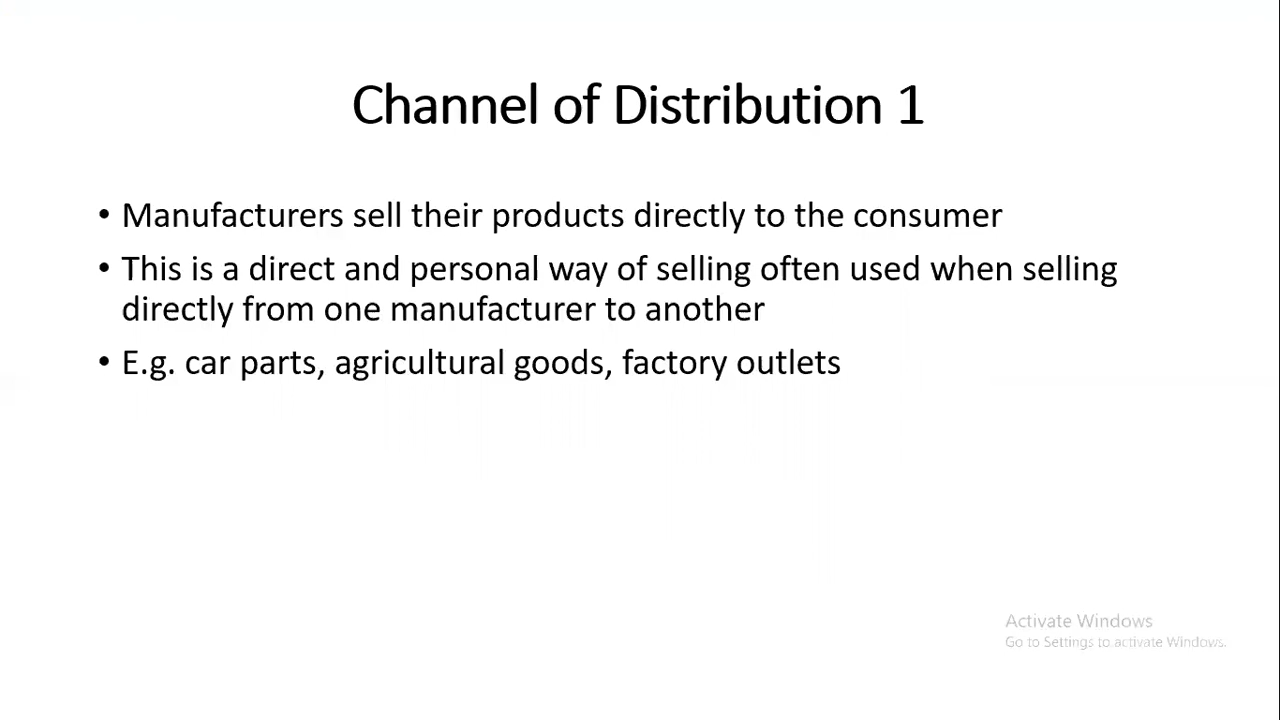 Channel of Distribution 1
• Manufacturers sell their products directly to the consumer
• This is a direct and personal way of selling often used when selling
directly from one manufacturer to another
• E.g. car parts, agricultural goods, factory outlets
Activate Windows
Go to Settings to activate Windows.